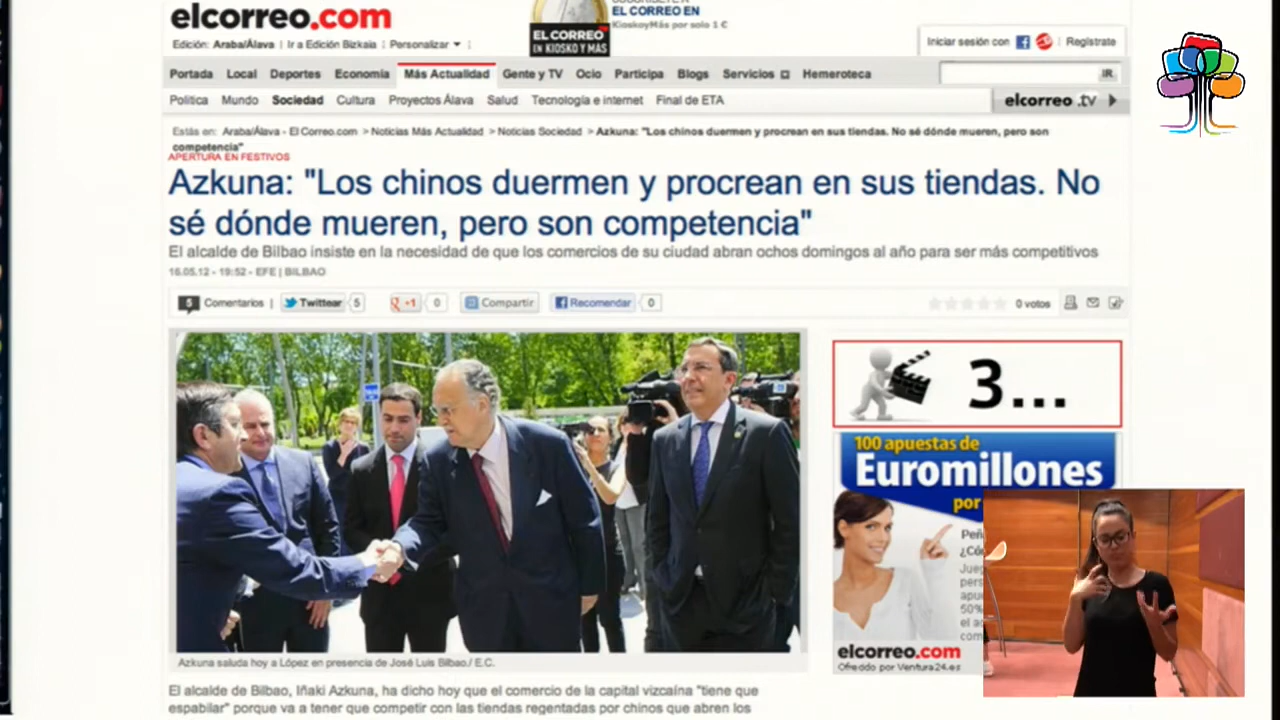 elcorreo.com
EL CORREO EN
KioskoyMás por solo 1 €
EL CORREO
EN KIOSKO Y MÁS
Edición: Araba/Álava | Ir a Edición Bizkaia | Personalizar
Iniciar sesión con
Regístrate
Portada Local Deportes Economía Más Actualidad Gente y TV Ocio Participa Blogs Servicios Hemeroteca
IR
Política Mundo Sociedad Cultura Proyectos Álava Salud Tecnología e internet Final de ETA
elcorreo.tv
Estás en: Araba/Álava - El Correo.com > Noticias Más Actualidad > Noticias Sociedad > Azkuna: "Los chinos duermen y procrean en sus tiendas. No sé dónde mueren, pero son
competencia"
APERTURA EN FESTIVOS
Azkuna: "Los chinos duermen y procrean en sus tiendas. No
sé dónde mueren, pero son competencia"
El alcalde de Bilbao insiste en la necesidad de que los comercios de su ciudad abran ochos domingos al año para ser más competitivos
16.05.12 - 19:52 - EFE | BILBAO
5 Comentarios | Twittear 5 +1 0 Compartir Recomendar 0
0 votos
3...
100 apuestas de
Euromillones
por
elcorreo.com
Ofredido por Ventura24.es
Azkuna saluda hoy a López en presencia de José Luis Bilbao./ E.C.
El alcalde de Bilbao, Iñaki Azkuna, ha dicho hoy que el comercio de la capital vizcaína "tiene que
espabilar" porque va a tener que competir con las tiendas regentadas por chinos que abren los